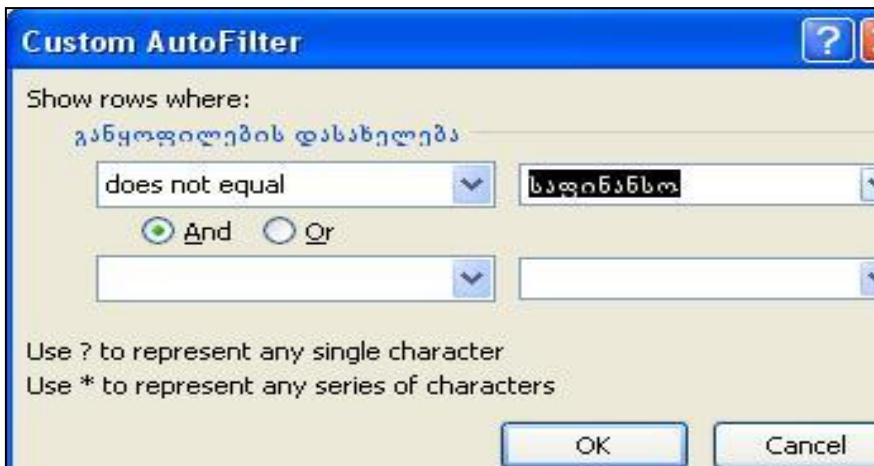 Custom AutoFilter
Show rows where:
განყოფილების დასახელება
does not equal საფინანსო
And Or
Use ? to represent any single character
Use * to represent any series of characters
OK Cancel